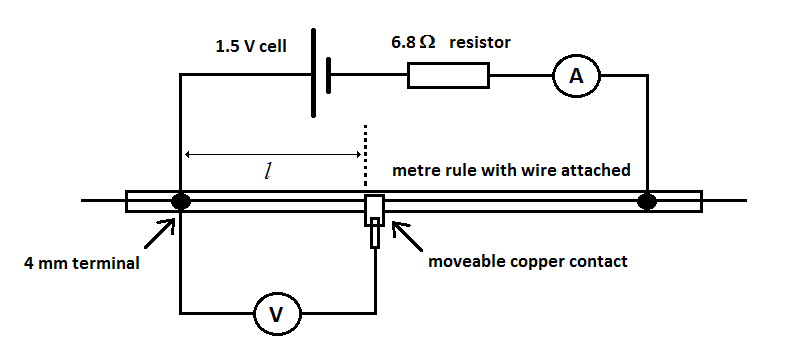 1.5 V cell
6.8 Ω resistor
A
l
metre rule with wire attached
4 mm terminal
moveable copper contact
V